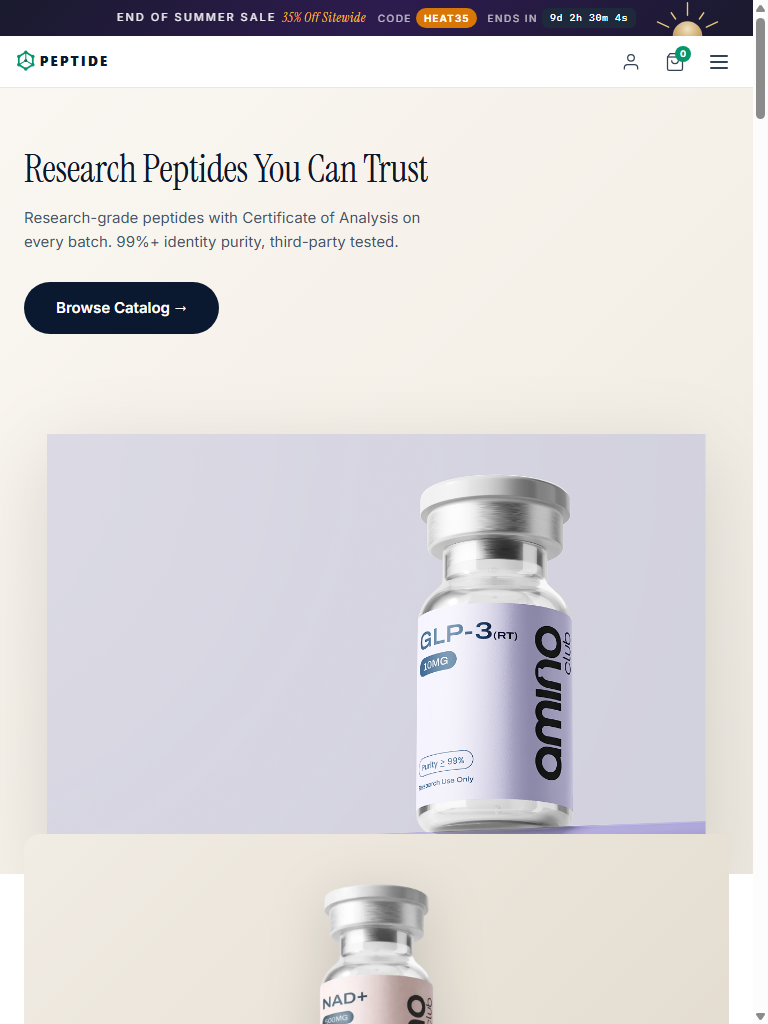 END OF SUMMER SALE 35% Off Sitewide CODE HEAT35 ENDS IN 9d 2h 30m 4s
PEPTIDE
0
Research Peptides You Can Trust
Research-grade peptides with Certificate of Analysis on
every batch. 99%+ identity purity, third-party tested.
Browse Catalog →
GLP-3(RT)
10MG
amino
club
Purity ≥ 99%
Research Use Only
NAD+
500MG
club